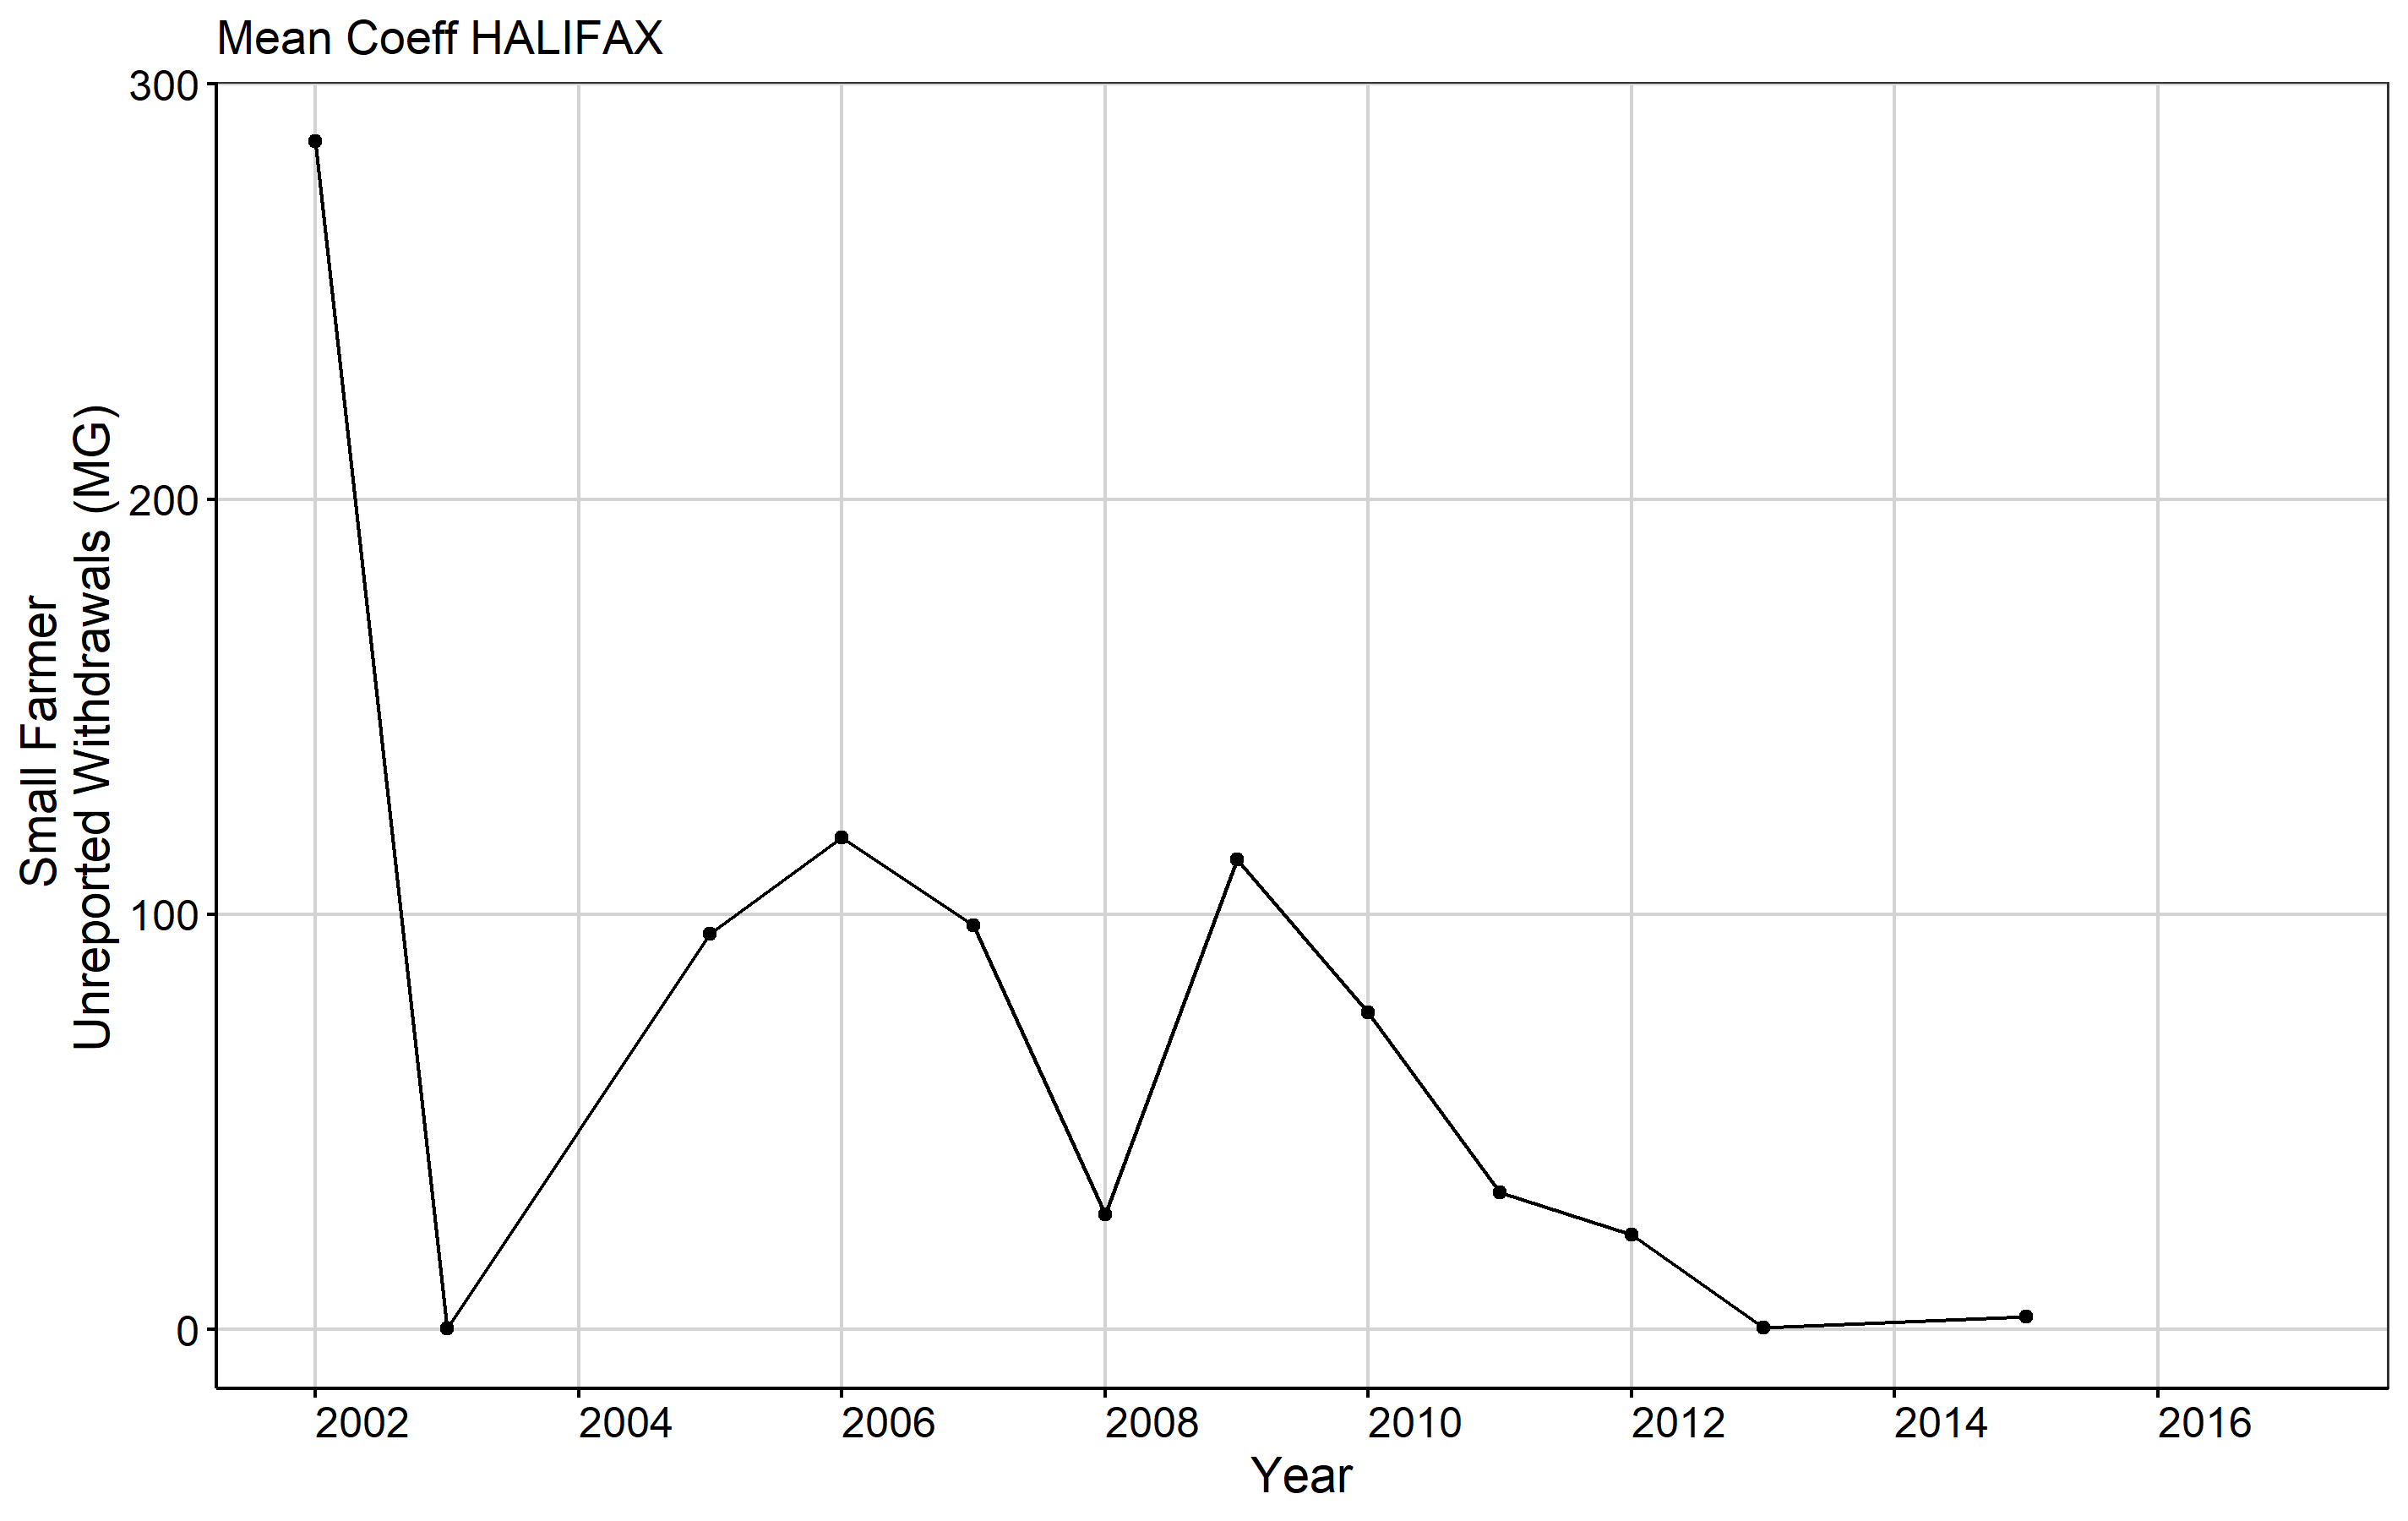 Mean Coeff HALIFAX
300
200
100
0
Small Farmer
Unreported Withdrawals (MG)
2002 2004 2006 2008 2010 2012 2014 2016
Year